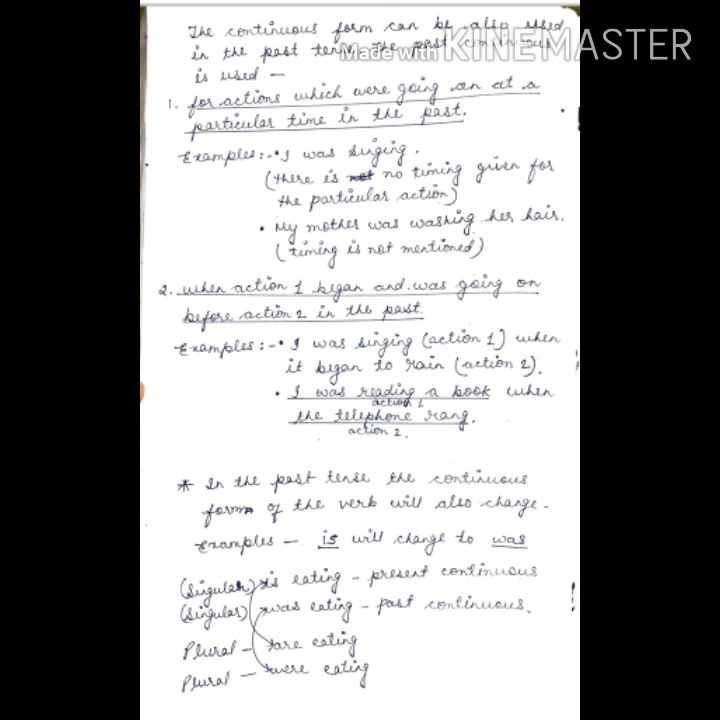 The continuous form can be also used
in the past tense. The past continuous
is used —
Made with KINEMASTER
1. for actions which were going on at a
particular time in the past.
Examples:- • I was singing.
(there is not no timing given for
the particular action)
• My mother was washing her hair.
(timing is not mentioned)
2. when action 1 began and was going on
before action 2 in the past.
Examples:- • I was singing (action 1) when
it began to rain (action 2).
• I was reading a book when
action 1
the telephone rang.
action 2.
* In the past tense the continuous
form of the verb will also change-
Examples — is will change to was
(Singular) is eating - present continuous
(Singular) was eating - past continuous.
Plural - are eating
Plural - were eating